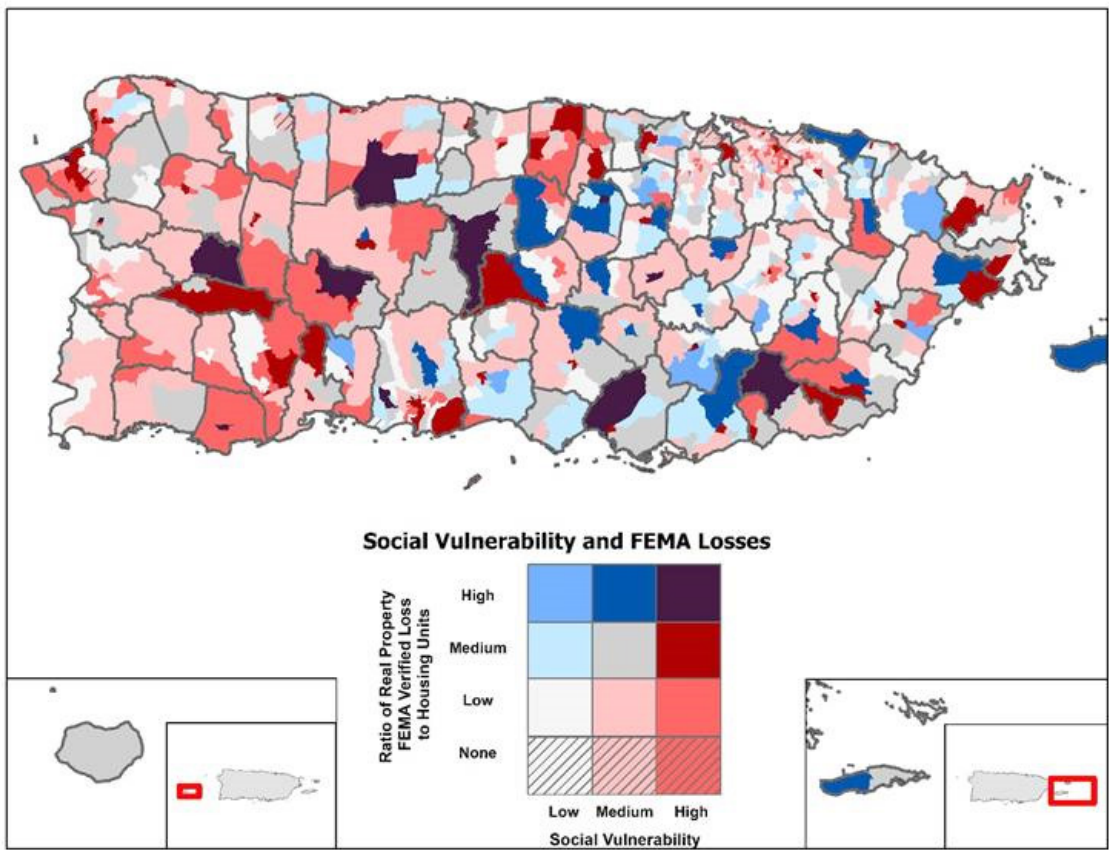 Social Vulnerability and FEMA Losses
Ratio of Real Property
FEMA Verified Loss
to Housing Units
High
Medium
Low
None
Low Medium High
Social Vulnerability